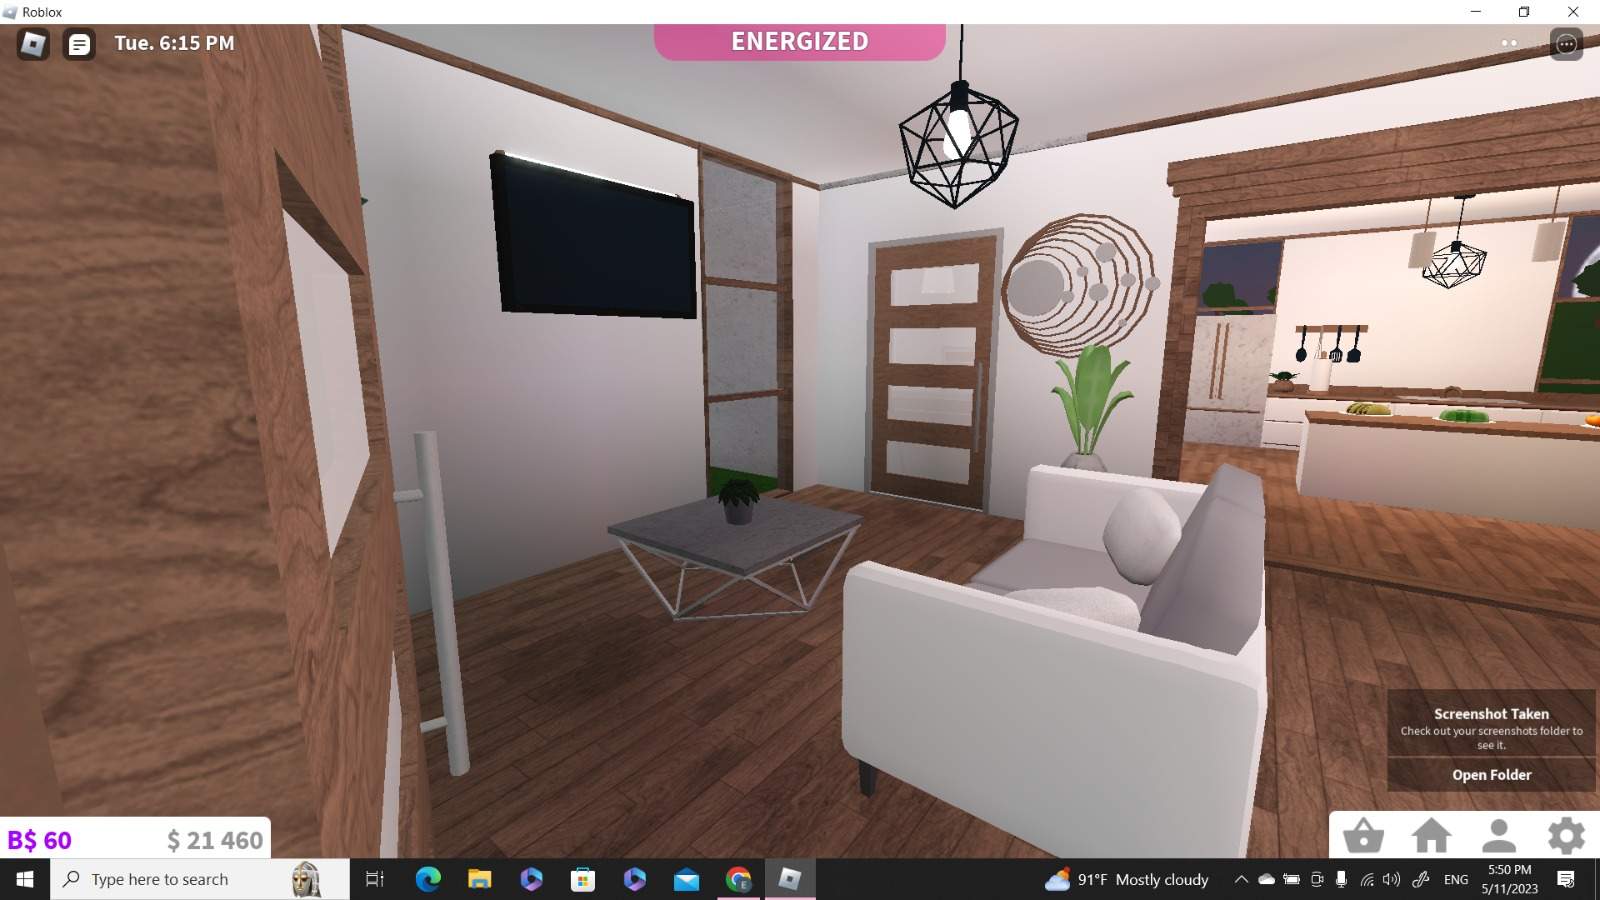 Roblox
Tue. 6:15 PM
ENERGIZED
Screenshot Taken
Check out your screenshots folder to
see it.
Open Folder
B$ 60
$ 21 460
Type here to search
E
91°F Mostly cloudy
ENG
5:50 PM
5/11/2023